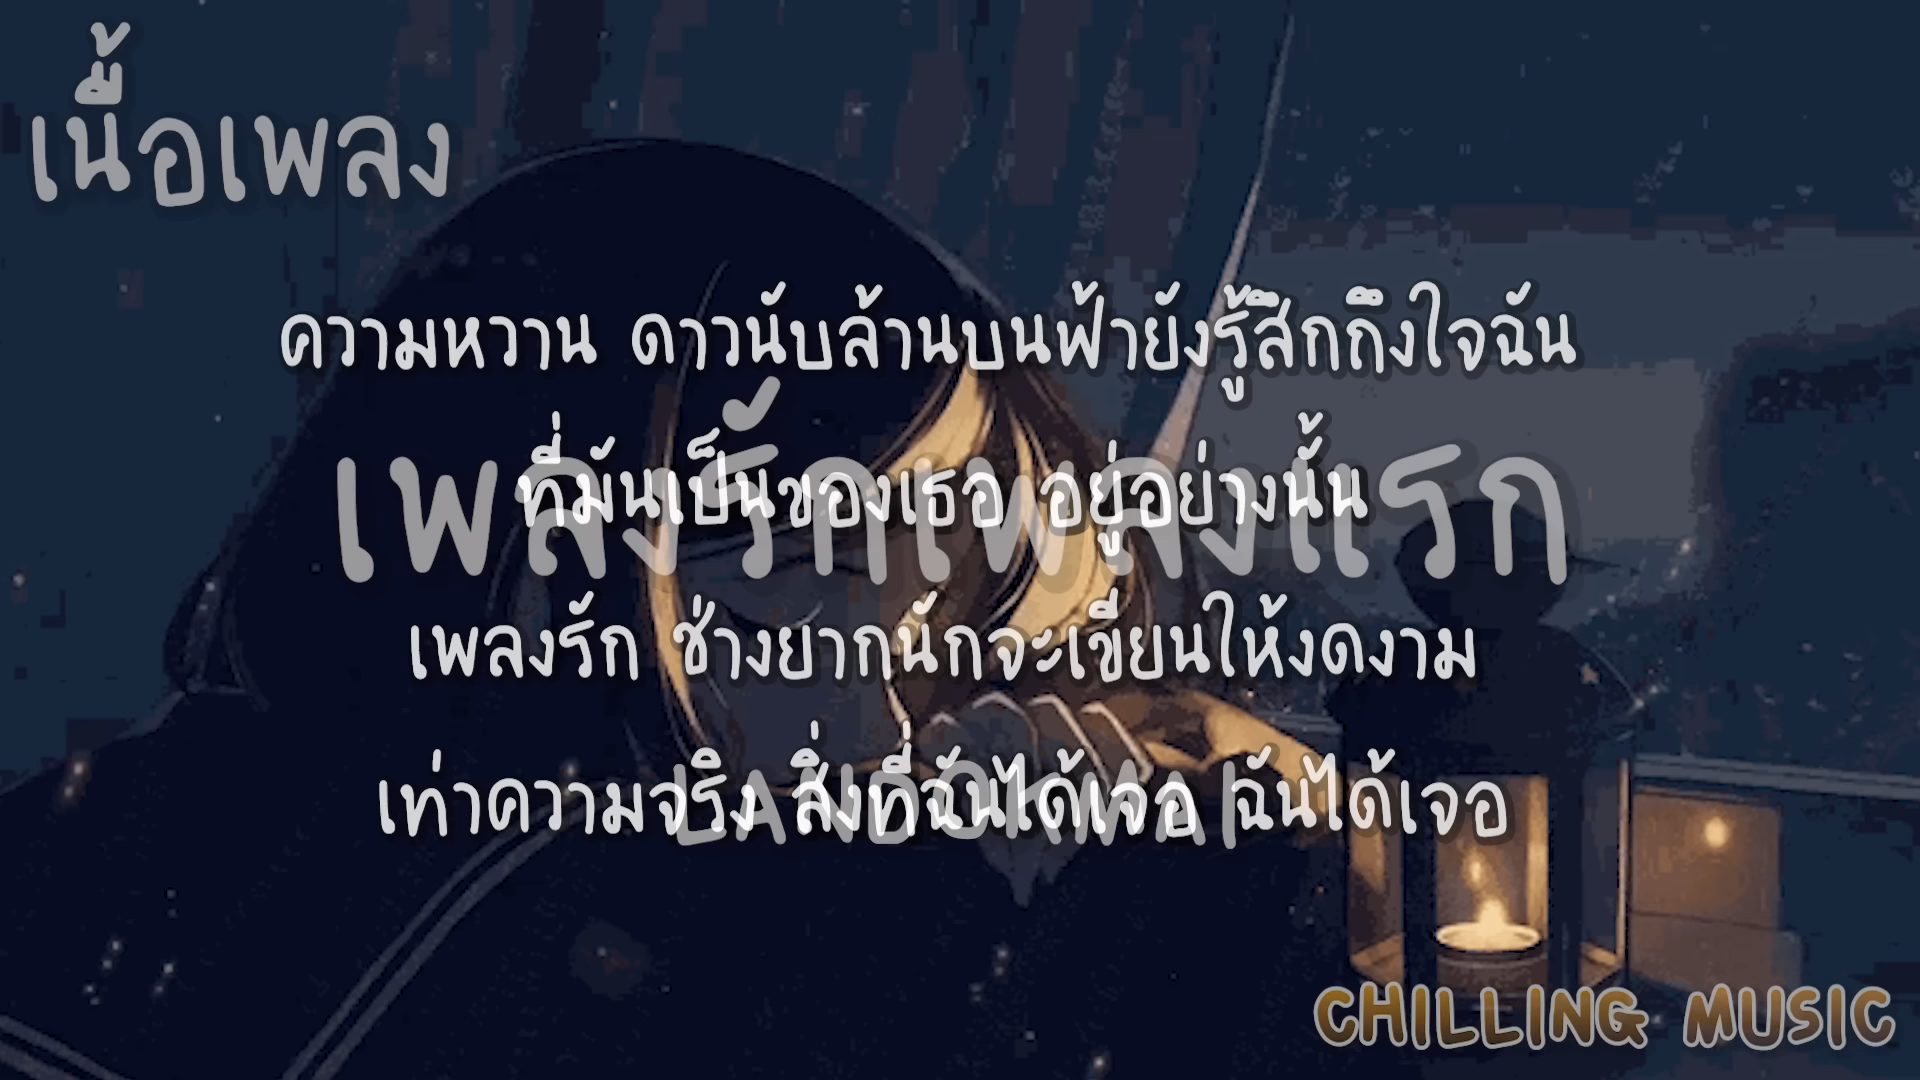 เนื้อเพลง
ความหวาน ดาวนับล้านบนฟ้ายังรู้สึกถึงใจฉัน
ที่มันเป็นของเธอ อยู่อย่างนั้น
เพลงรักเพลงแรก
เพลงรัก ช่างยากนักจะเขียนให้งดงาม
เท่าความจริง สิ่งที่ฉันได้เจอ ฉันได้เจอ
CHILLING MUSIC